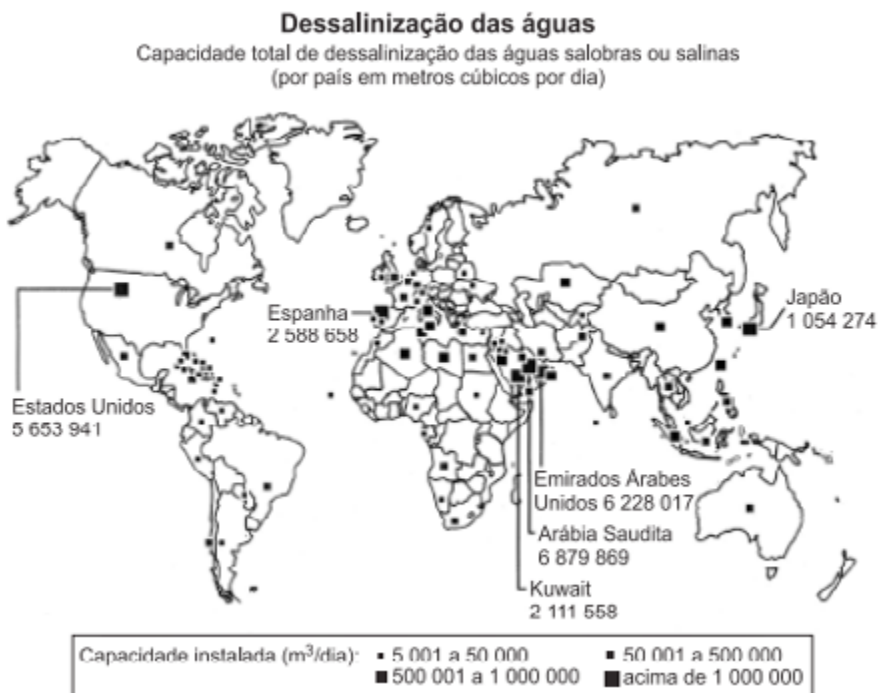 Dessalinização das águas
Capacidade total de dessalinização das águas salobras ou salinas
(por país em metros cúbicos por dia)
Japão
1 054 274
Espanha
2 588 658
Estados Unidos
5 653 941
Emirados Árabes
Unidos 6 228 017
Arábia Saudita
6 879 869
Kuwait
2 111 558
Capacidade instalada (m³/dia): 5 001 a 50 000 50 001 a 500 000
500 001 a 1 000 000 acima de 1 000 000